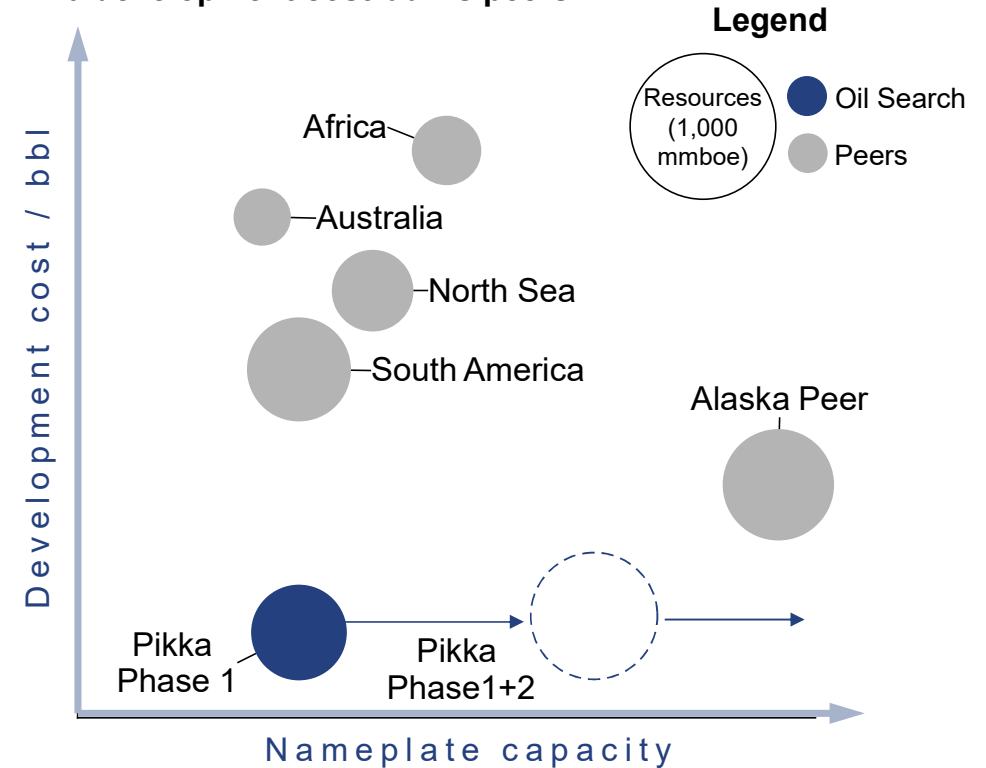 Legend
Resources
(1,000
mmboe)
Oil Search
Peers
Africa
Australia
North Sea
South America
Alaska Peer
Pikka
Phase 1
Pikka
Phase1+2
Development cost / bbl
Nameplate capacity